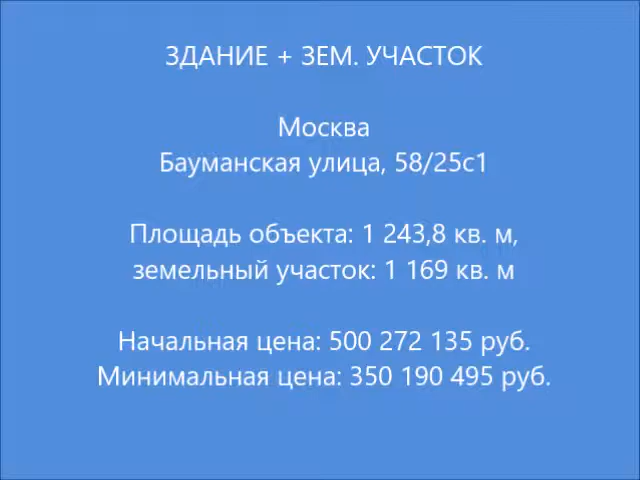 ЗДАНИЕ + ЗЕМ. УЧАСТОК
Москва
Бауманская улица, 58/25с1
Площадь объекта: 1 243,8 кв. м,
земельный участок: 1 169 кв. м
Начальная цена: 500 272 135 руб.
Минимальная цена: 350 190 495 руб.